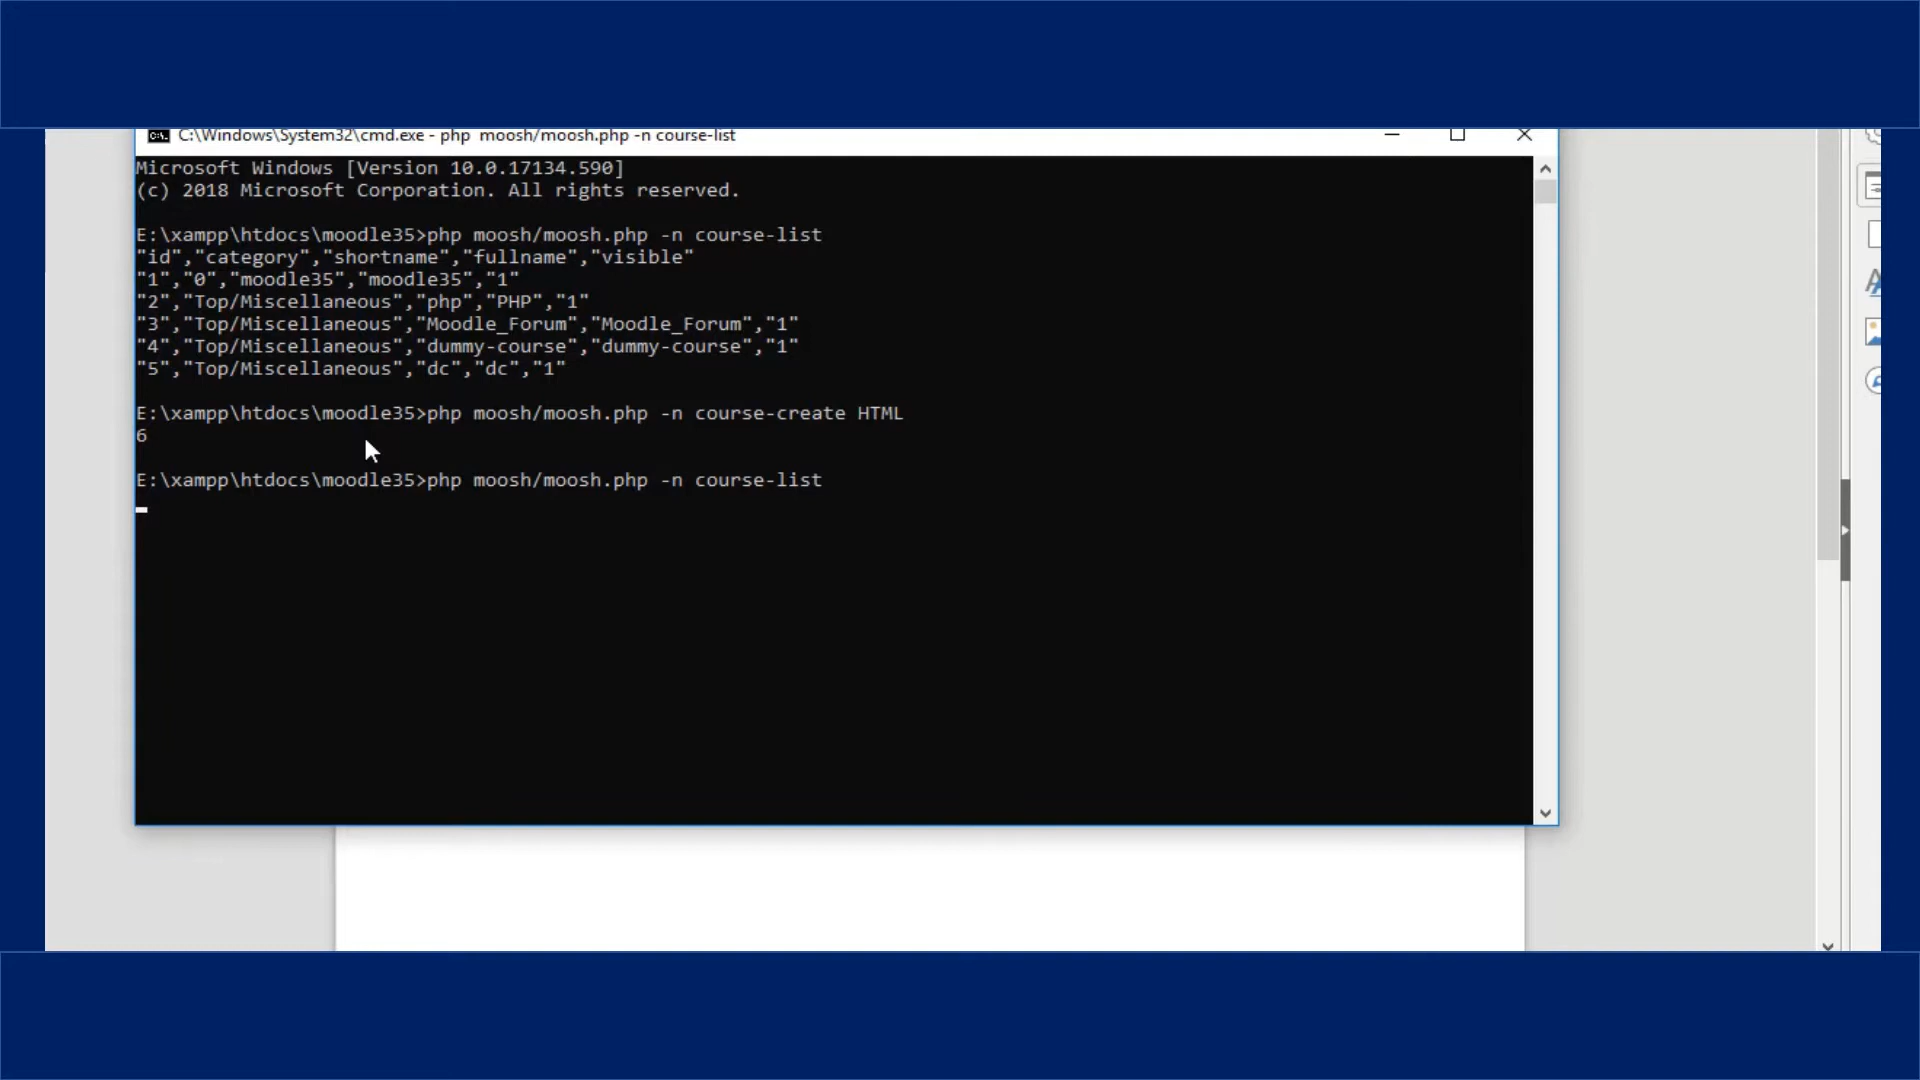 C:\Windows\System32\cmd.exe - php  moosh/moosh.php -n course-list
Microsoft Windows [Version 10.0.17134.590]
(c) 2018 Microsoft Corporation. All rights reserved.
E:\xampp\htdocs\moodle35>php moosh/moosh.php -n course-list
"id","category","shortname","fullname","visible"
"1","0","moodle35","moodle35","1"
"2","Top/Miscellaneous","php","PHP","1"
"3","Top/Miscellaneous","Moodle_Forum","Moodle_Forum","1"
"4","Top/Miscellaneous","dummy-course","dummy-course","1"
"5","Top/Miscellaneous","dc","dc","1"
E:\xampp\htdocs\moodle35>php moosh/moosh.php -n course-create HTML
6
E:\xampp\htdocs\moodle35>php moosh/moosh.php -n course-list